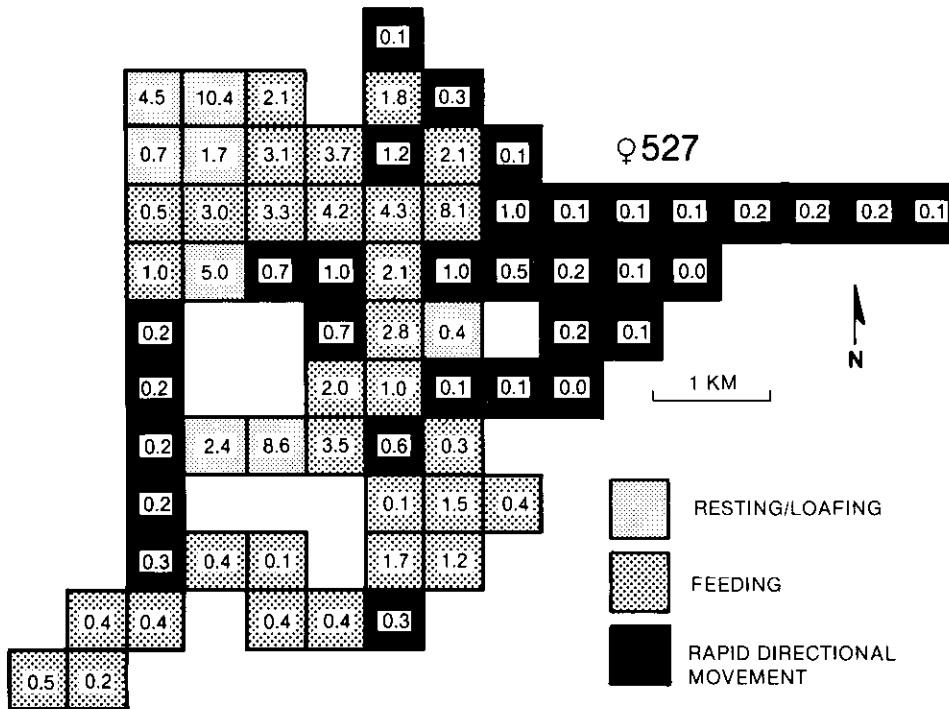 0.1
4.5 10.4 2.1 1.8 0.3
0.7 1.7 3.1 3.7 1.2 2.1 0.1
♀527
0.5 3.0 3.3 4.2 4.3 8.1 1.0 0.1 0.1 0.1 0.2 0.2 0.2 0.1
1.0 5.0 0.7 1.0 2.1 1.0 0.5 0.2 0.1 0.0
0.2 0.7 2.8 0.4 0.2 0.1
N
0.2 2.0 1.0 0.1 0.1 0.0
1 KM
0.2 2.4 8.6 3.5 0.6 0.3
0.2 0.1 1.5 0.4
RESTING/LOAFING
0.3 0.4 0.1 1.7 1.2
FEEDING
0.4 0.4 0.4 0.4 0.3
0.5 0.2
RAPID DIRECTIONAL
MOVEMENT